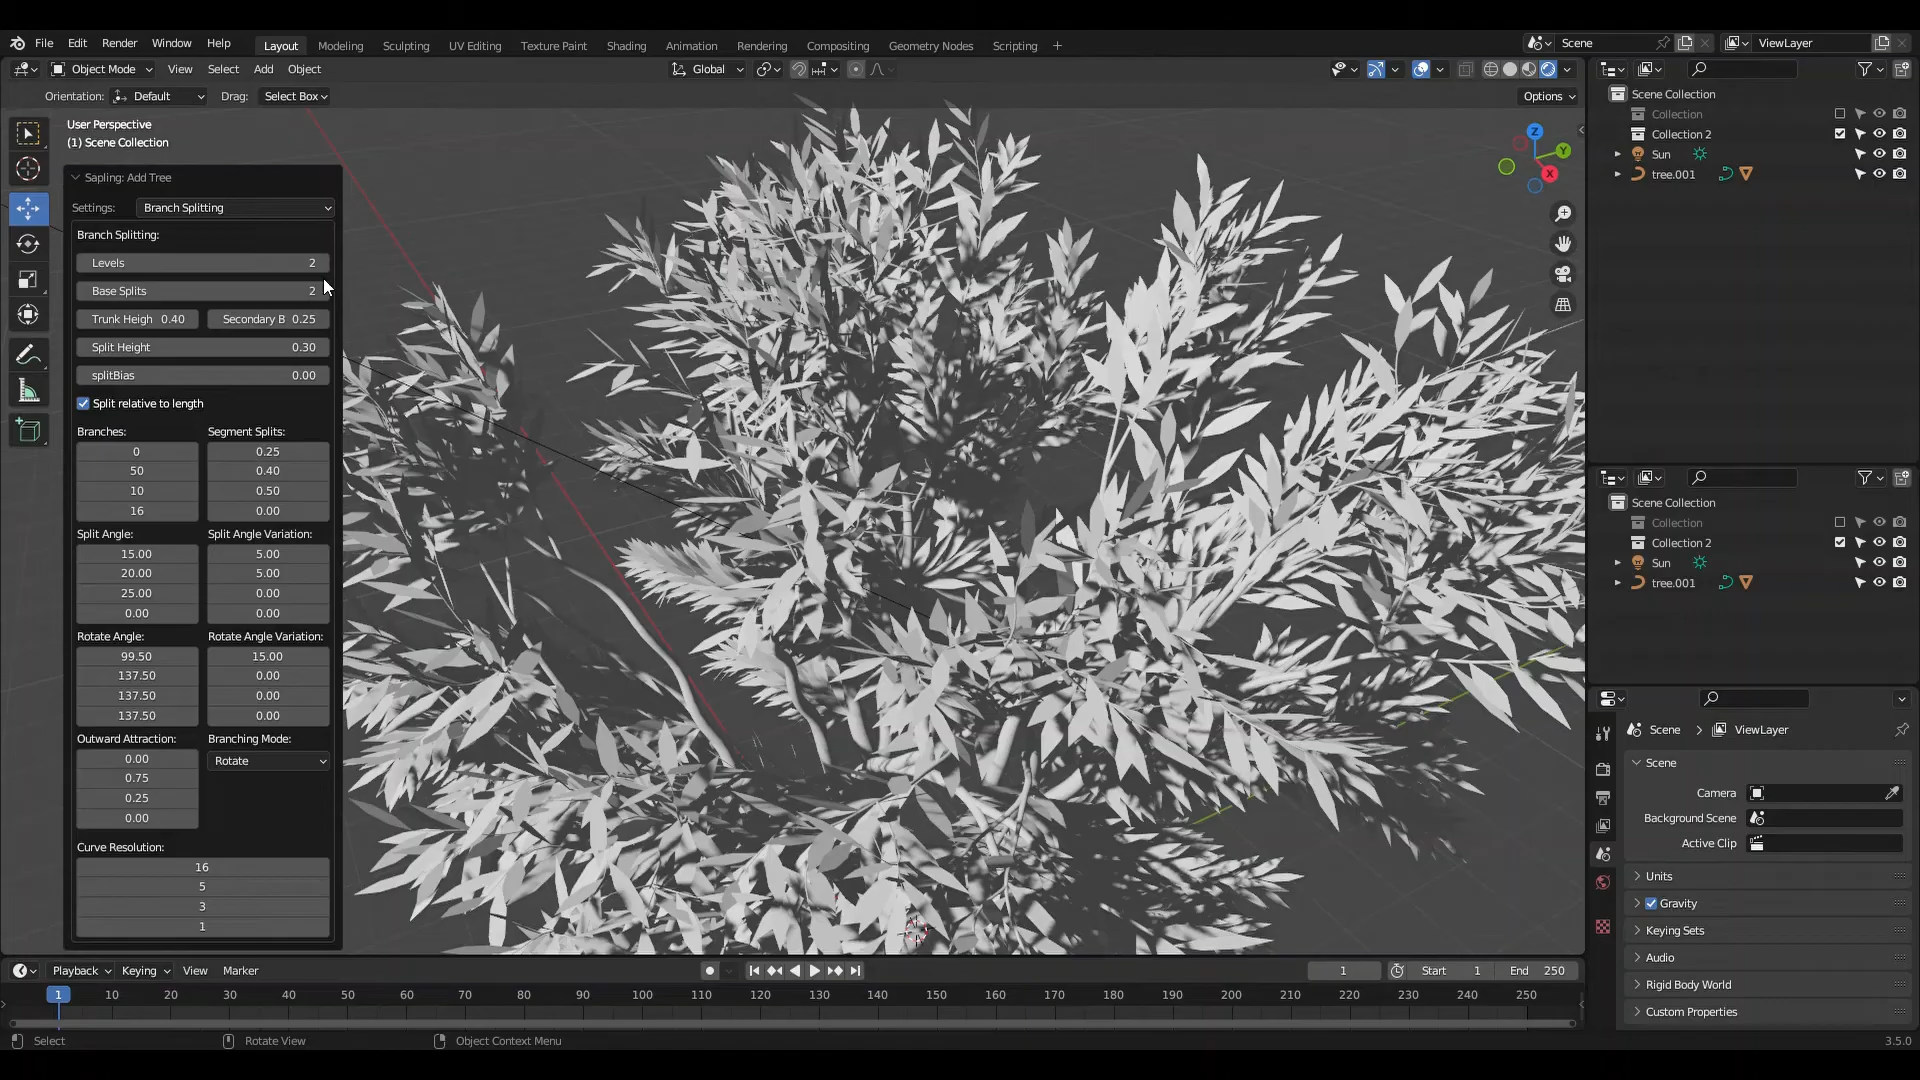 File Edit Render Window Help Layout Modeling Sculpting UV Editing Texture Paint Shading Animation Rendering Compositing Geometry Nodes Scripting + Scene ViewLayer
Object Mode View Select Add Object Global
Orientation: Default Drag: Select Box Options
User Perspective
(1) Scene Collection
Sapling: Add Tree
Settings: Branch Splitting
Branch Splitting:
Levels 2
Base Splits 2
Trunk Heigh 0.40 Secondary B 0.25
Split Height 0.30
splitBias 0.00
Split relative to length
Branches: Segment Splits:
0 0.25
50 0.40
10 0.50
16 0.00
Split Angle: Split Angle Variation:
15.00 5.00
20.00 5.00
25.00 0.00
0.00 0.00
Rotate Angle: Rotate Angle Variation:
99.50 15.00
137.50 0.00
137.50 0.00
137.50 0.00
Outward Attraction: Branching Mode:
0.00 Rotate
0.75
0.25
0.00
Curve Resolution:
16
5
3
1
Z
Y
X
Scene Collection
Collection
Collection 2
Sun
tree.001
Scene Collection
Collection
Collection 2
Sun
tree.001
Scene > ViewLayer
Scene
Camera
Background Scene
Active Clip
Units
Gravity
Keying Sets
Audio
Rigid Body World
Custom Properties
Playback Keying View Marker 1 Start 1 End 250
1 10 20 30 40 50 60 70 80 90 100 110 120 130 140 150 160 170 180 190 200 210 220 230 240 250
Select Rotate View Object Context Menu 3.5.0